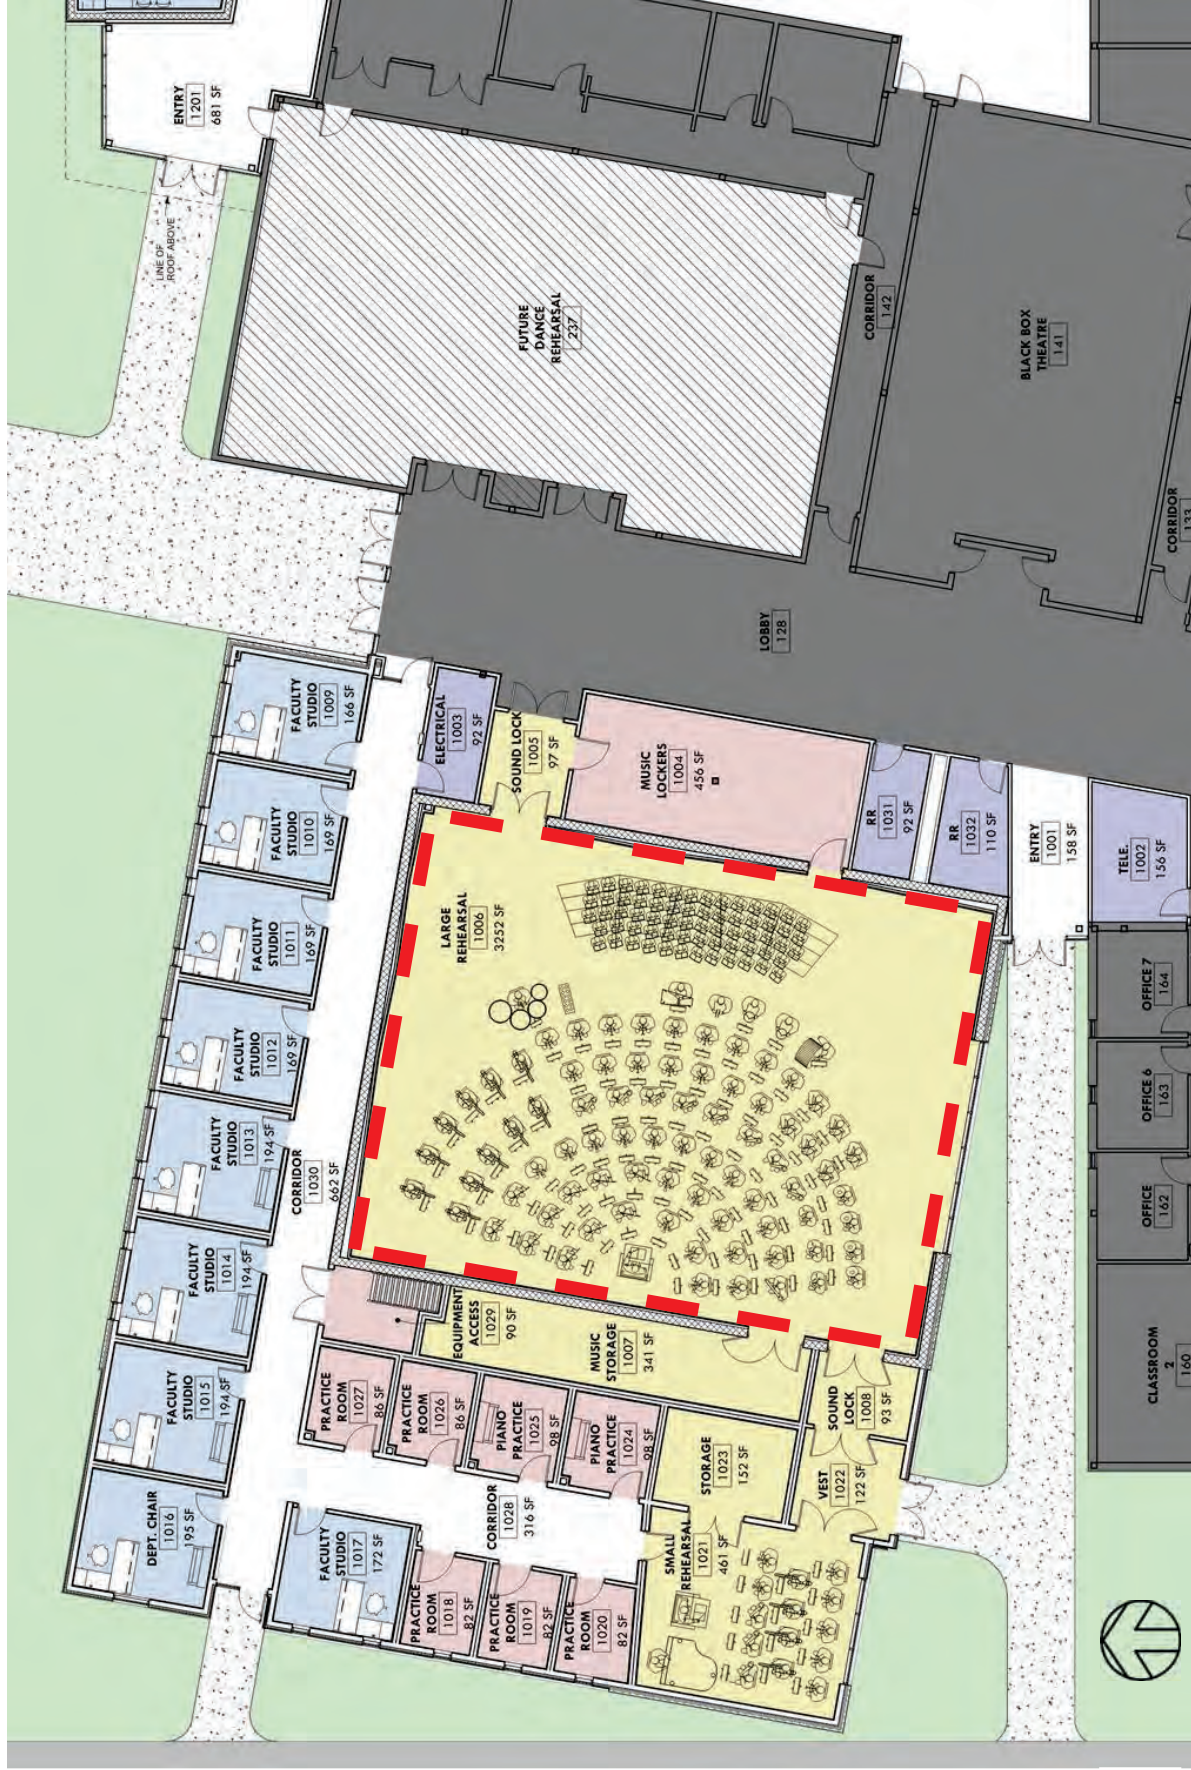 ENTRY
1201
681 SF
LINE OF
ROOF ABOVE
FUTURE
DANCE
REHEARSAL
237
CORRIDOR
142
BLACK BOX
THEATRE
141
CORRIDOR
133
LOBBY
128
FACULTY
STUDIO
1009
166 SF
ELECTRICAL
1003
92 SF
SOUND LOCK
1005
97 SF
MUSIC
LOCKERS
1004
456 SF
RR
1031
92 SF
RR
1032
110 SF
ENTRY
1001
158 SF
TELE.
1002
156 SF
FACULTY
STUDIO
1010
169 SF
FACULTY
STUDIO
1011
169 SF
LARGE
REHEARSAL
1006
3252 SF
OFFICE 7
164
FACULTY
STUDIO
1012
169 SF
OFFICE 6
163
FACULTY
STUDIO
1013
194 SF
CORRIDOR
1030
662 SF
OFFICE
162
FACULTY
STUDIO
1014
194 SF
EQUIPMENT
ACCESS
1029
90 SF
MUSIC
STORAGE
1007
341 SF
CLASSROOM
2
160
FACULTY
STUDIO
1015
194 SF
PRACTICE
ROOM
1027
86 SF
PRACTICE
ROOM
1026
86 SF
PIANO
PRACTICE
1025
98 SF
PIANO
PRACTICE
1024
98 SF
SOUND
LOCK
1008
93 SF
STORAGE
1023
152 SF
VEST
1022
122 SF
DEPT. CHAIR
1016
195 SF
CORRIDOR
1028
316 SF
FACULTY
STUDIO
1017
172 SF
SMALL
REHEARSAL
1021
461 SF
PRACTICE
ROOM
1018
82 SF
PRACTICE
ROOM
1019
82 SF
PRACTICE
ROOM
1020
82 SF